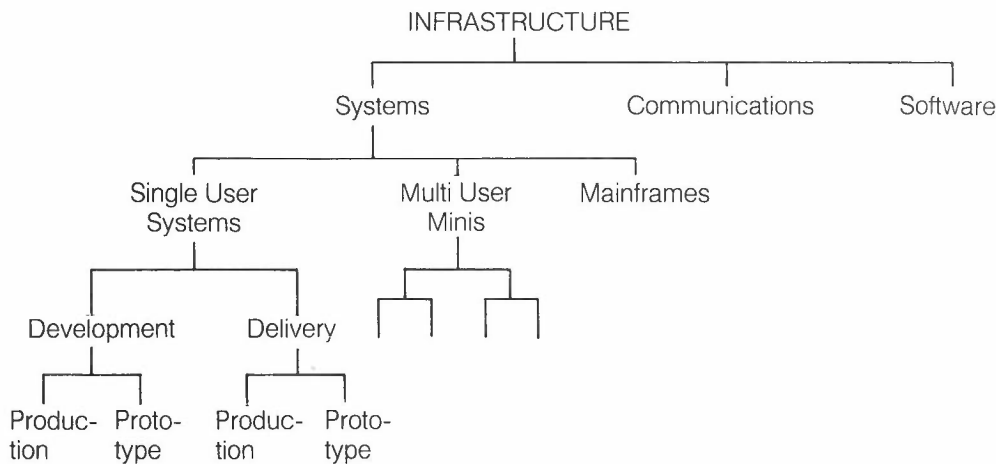 INFRASTRUCTURE
Systems
Communications
Software
Single User
Systems
Multi User
Minis
Mainframes
Development
Delivery
Produc-
tion
Proto-
type
Produc-
tion
Proto-
type